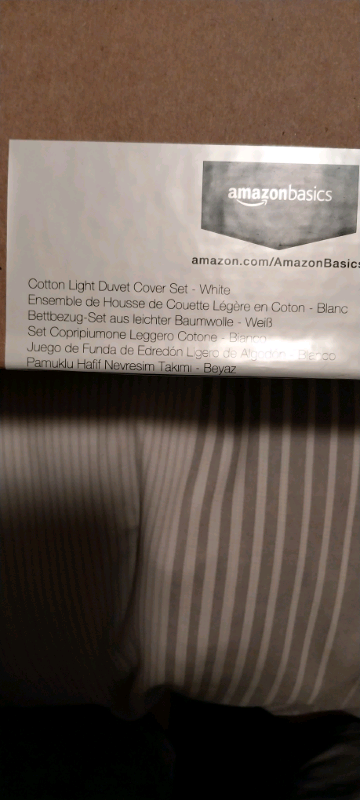 amazonbasics
amazon.com/AmazonBasics
Cotton Light Duvet Cover Set - White
Ensemble de Housse de Couette Légère en Coton - Blanc
Bettbezug-Set aus leichter Baumwolle - Weiß
Set Copripiumone Leggero Cotone - Bianco
Juego de Funda de Edredón Ligero de Algodón - Blanco
Pamuklu Hafif Nevresim Takımı - Beyaz